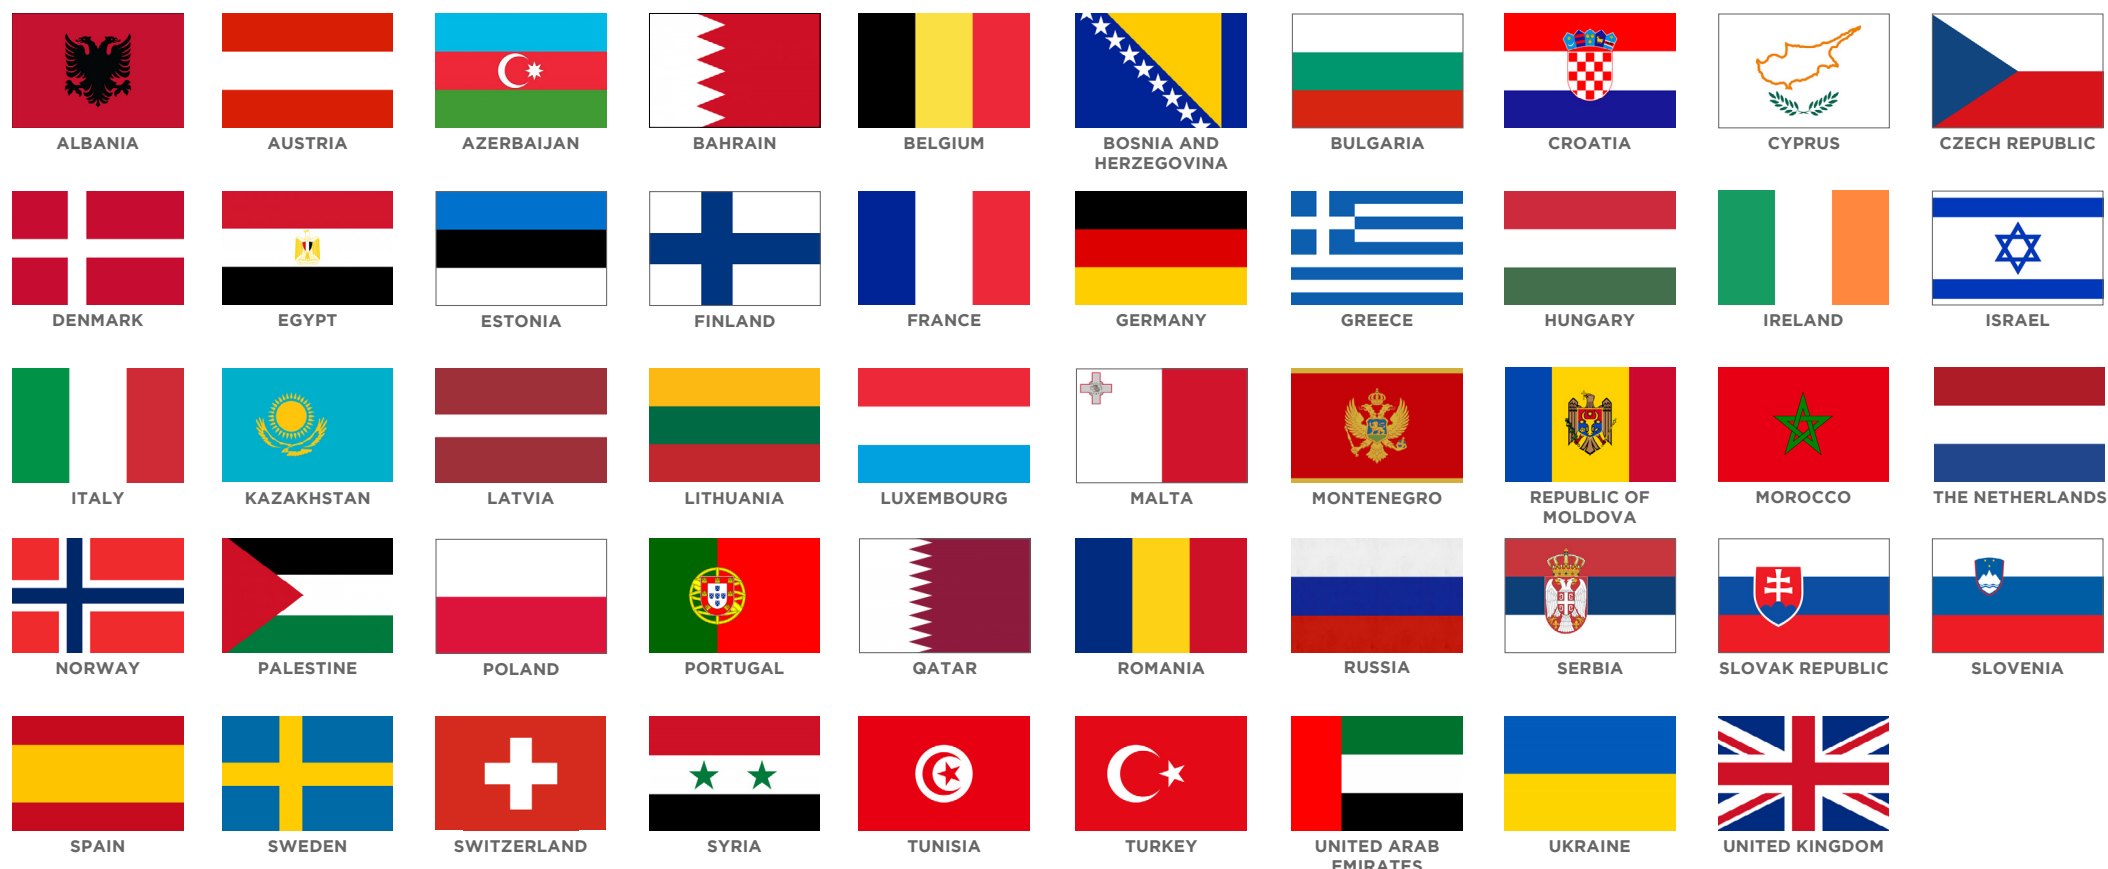 ALBANIA
AUSTRIA
AZERBAIJAN
BAHRAIN
BELGIUM
BOSNIA AND
HERZEGOVINA
BULGARIA
CROATIA
CYPRUS
CZECH REPUBLIC
DENMARK
EGYPT
ESTONIA
FINLAND
FRANCE
GERMANY
GREECE
HUNGARY
IRELAND
ISRAEL
ITALY
KAZAKHSTAN
LATVIA
LITHUANIA
LUXEMBOURG
MALTA
MONTENEGRO
REPUBLIC OF
MOLDOVA
MOROCCO
THE NETHERLANDS
NORWAY
PALESTINE
POLAND
PORTUGAL
QATAR
ROMANIA
RUSSIA
SERBIA
SLOVAK REPUBLIC
SLOVENIA
SPAIN
SWEDEN
SWITZERLAND
SYRIA
TUNISIA
TURKEY
UNITED ARAB
EMIRATES
UKRAINE
UNITED KINGDOM